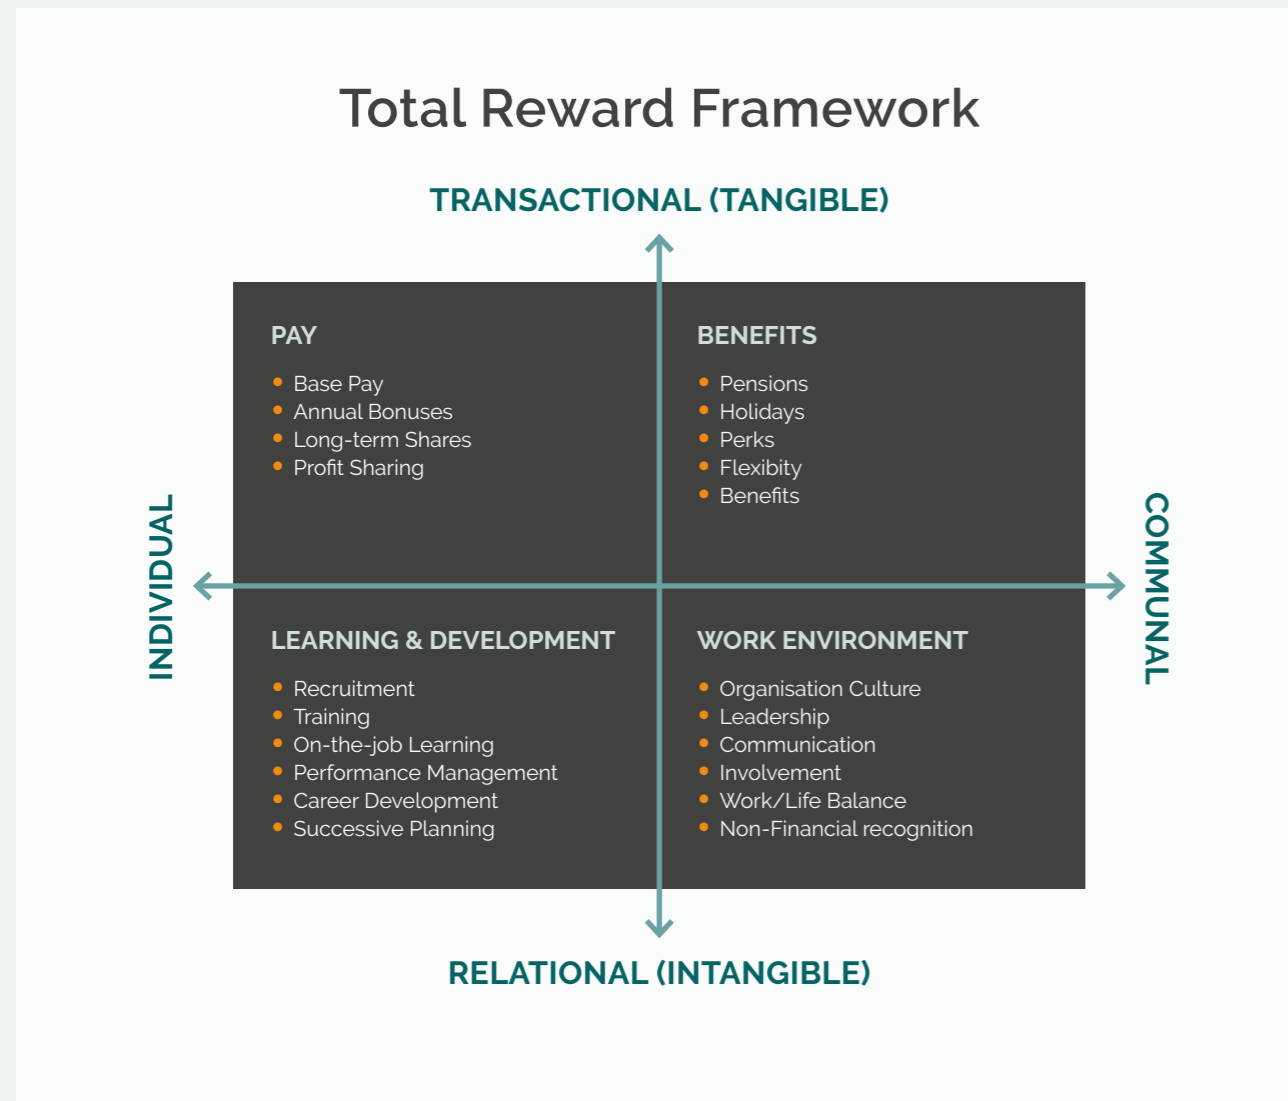 Total Reward Framework
TRANSACTIONAL (TANGIBLE)
PAY
Base Pay
Annual Bonuses
Long-term Shares
Profit Sharing
BENEFITS
Pensions
Holidays
Perks
Flexibity
Benefits
INDIVIDUAL
COMMUNAL
LEARNING & DEVELOPMENT
Recruitment
Training
On-the-job Learning
Performance Management
Career Development
Successive Planning
WORK ENVIRONMENT
Organisation Culture
Leadership
Communication
Involvement
Work/Life Balance
Non-Financial recognition
RELATIONAL (INTANGIBLE)